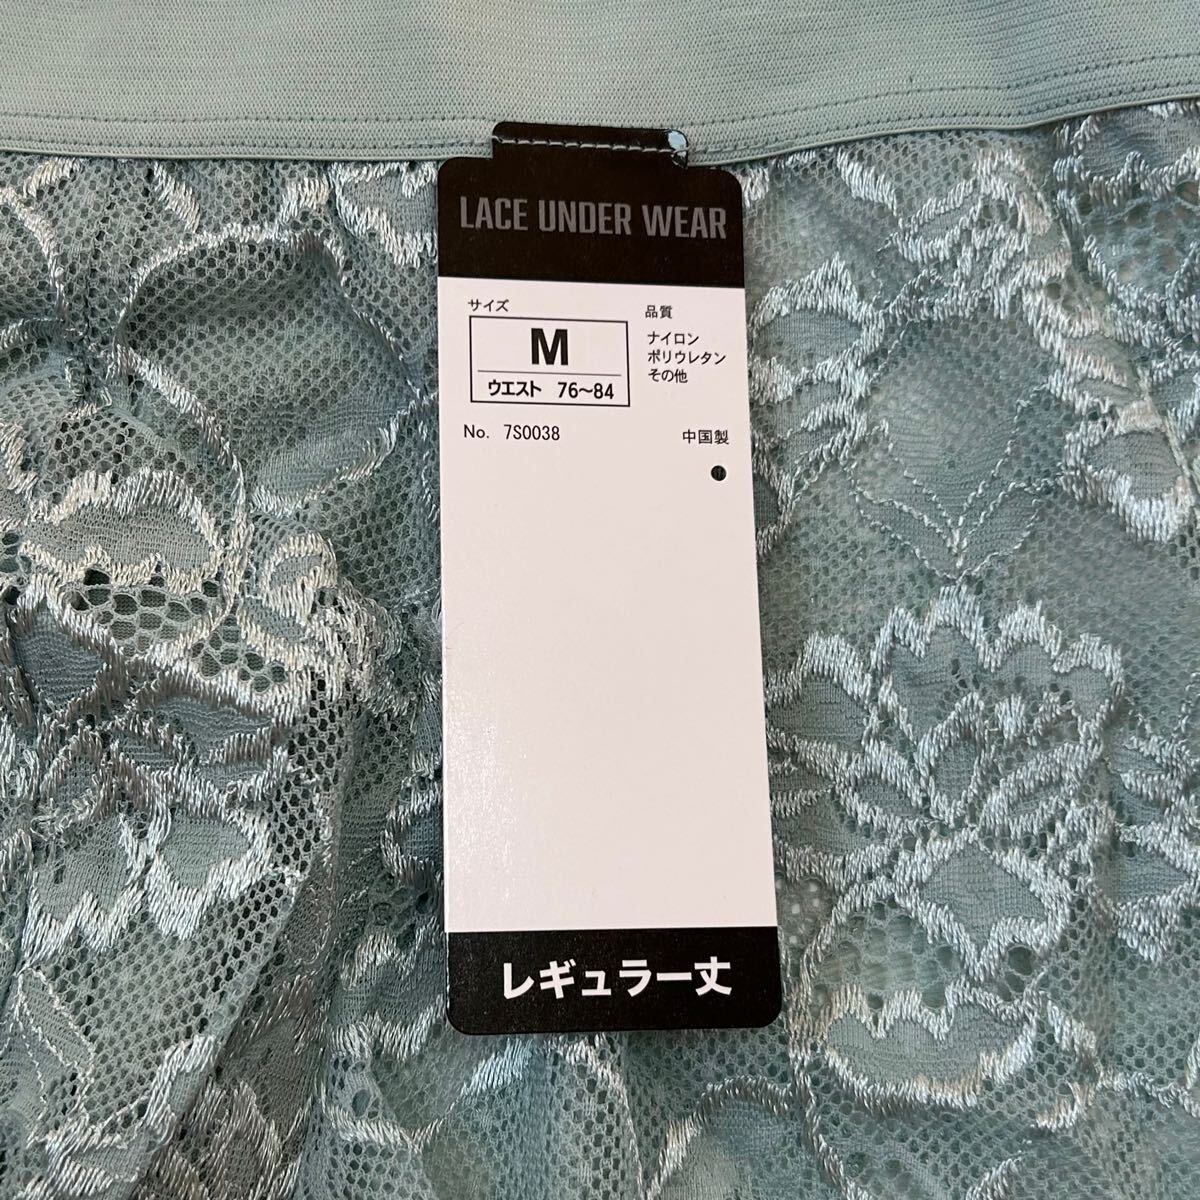 LACE UNDER WEAR
サイズ
M
ウエスト 76〜84
品質
ナイロン
ポリウレタン
その他
No. 7S0038
中国製
レギュラー丈